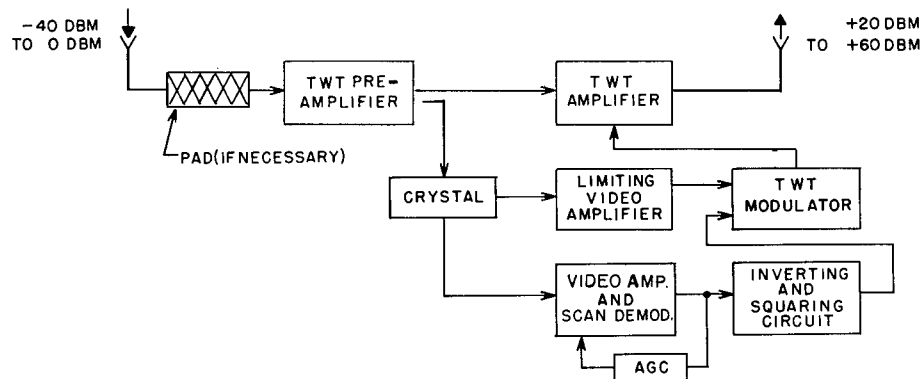 -40 DBM
TO 0 DBM
+20 DBM
TO +60 DBM
TWT PRE-
AMPLIFIER
TWT
AMPLIFIER
PAD(IF NECESSARY)
CRYSTAL
LIMITING
VIDEO
AMPLIFIER
TWT
MODULATOR
VIDEO AMP.
AND
SCAN DEMOD.
INVERTING
AND
SQUARING
CIRCUIT
AGC